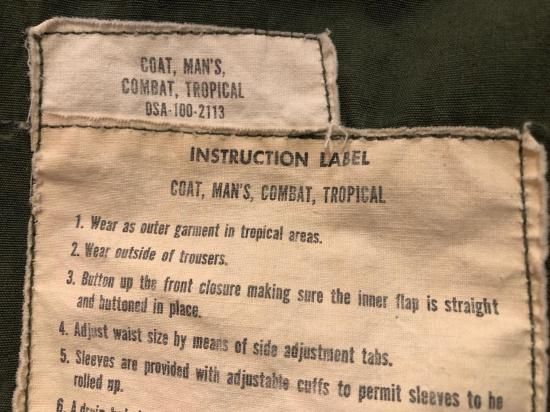 COAT, MAN'S,
COMBAT, TROPICAL
DSA-100-2113
INSTRUCTION LABEL
COAT, MAN'S, COMBAT, TROPICAL
1. Wear as outer garment in tropical areas.
2. Wear outside of trousers.
3. Button up the front closure making sure the inner flap is straight
and buttoned in place.
4. Adjust waist size by means of side adjustment tabs.
5. Sleeves are provided with adjustable cuffs to permit sleeves to be
rolled up.
6. A drain